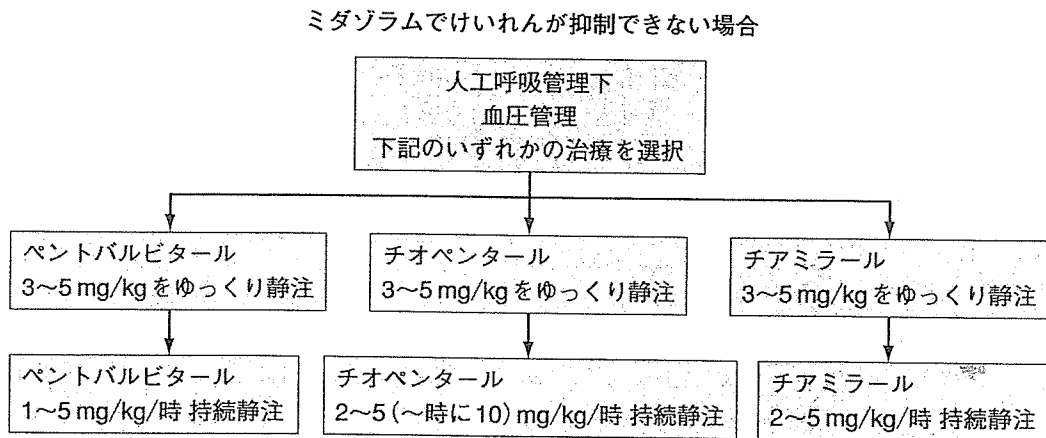 ミダゾラムでけいれんが抑制できない場合
人工呼吸管理下
血圧管理
下記のいずれかの治療を選択
ペントバルビタール
3〜5 mg/kgをゆっくり静注
チオペンタール
3〜5 mg/kgをゆっくり静注
チアミラール
3〜5 mg/kgをゆっくり静注
ペントバルビタール
1〜5 mg/kg/時 持続静注
チオペンタール
2〜5(〜時に10)mg/kg/時 持続静注
チアミラール
2〜5 mg/kg/時 持続静注